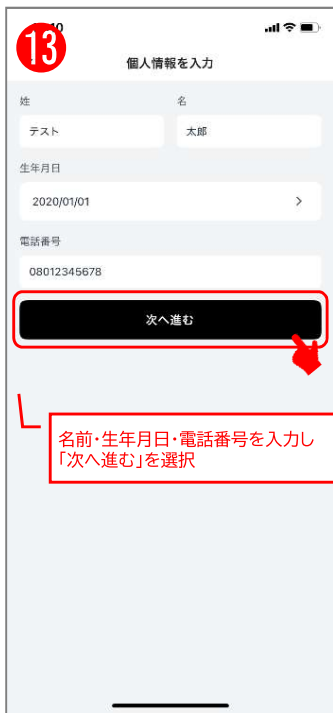 13
個人情報を入力
姓 名
テスト 太郎
生年月日
2020/01/01
電話番号
08012345678
次へ進む
名前・生年月日・電話番号を入力し
「次へ進む」を選択